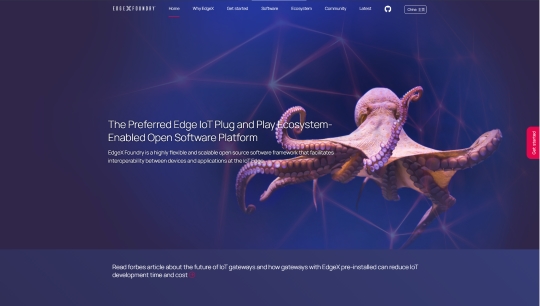 EDGE X FOUNDRY
Home
Why EdgeX
Get started
Software
Ecosystem
Community
Latest
The Preferred Edge IoT Plug and Play Ecosystem-
Enabled Open Software Platform
EdgeX Foundry is a highly flexible and scalable open source software framework that facilitates
interoperability between devices and applications at the IoT Edge.
Get started
Read forbes article about the future of IoT gateways and how gateways with EdgeX pre-installed can reduce IoT
development time and cost